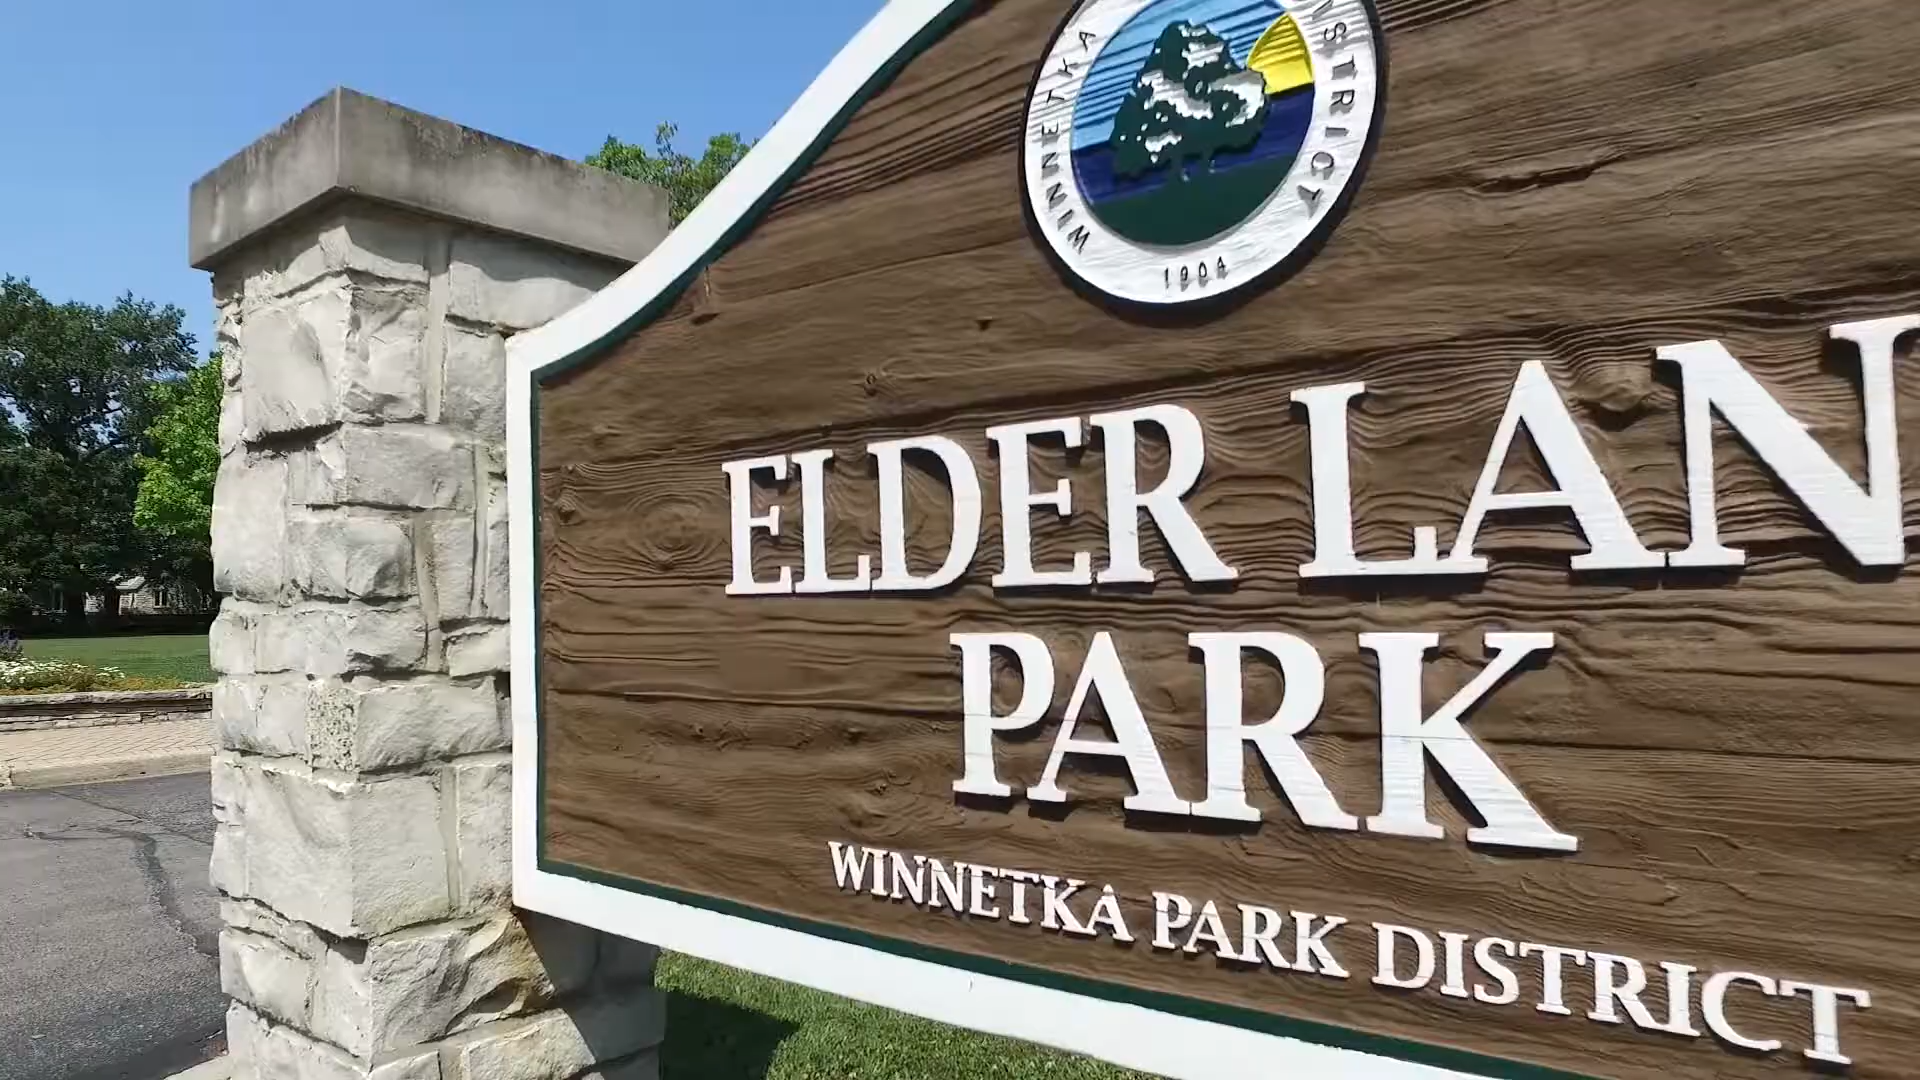 WINNETKA
1904
ELDER LAN
PARK
WINNETKA PARK DISTRICT